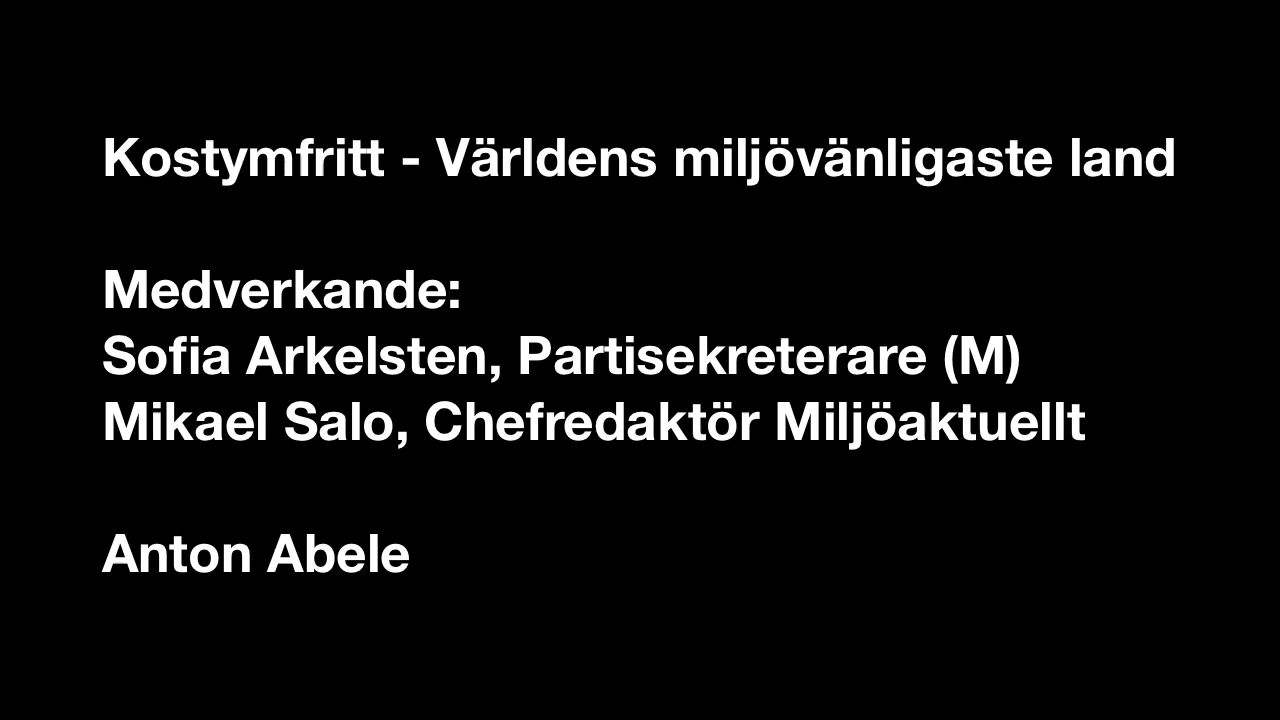 Kostymfritt - Världens miljövänligaste land
Medverkande:
Sofia Arkelsten, Partisekreterare (M)
Mikael Salo, Chefredaktör Miljöaktuellt
Anton Abele